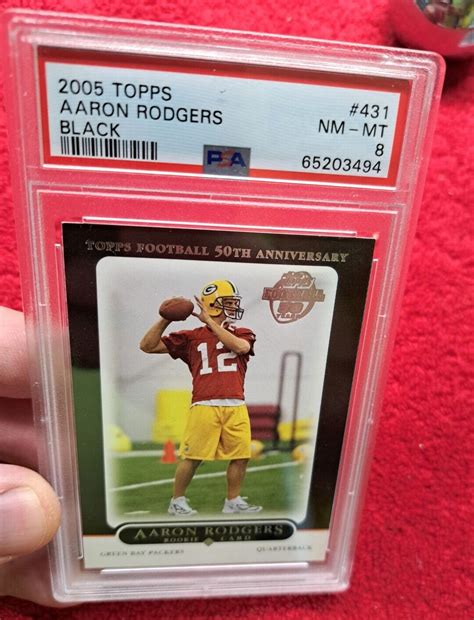 2005 TOPPS #431
AARON RODGERS NM-MT
BLACK 8
PSA 65203494
TOPPS FOOTBALL 50TH ANNIVERSARY
FOOTBALL
12
AARON RODGERS
ROOKIE CARD
GREEN BAY PACKERS QUARTERBACK